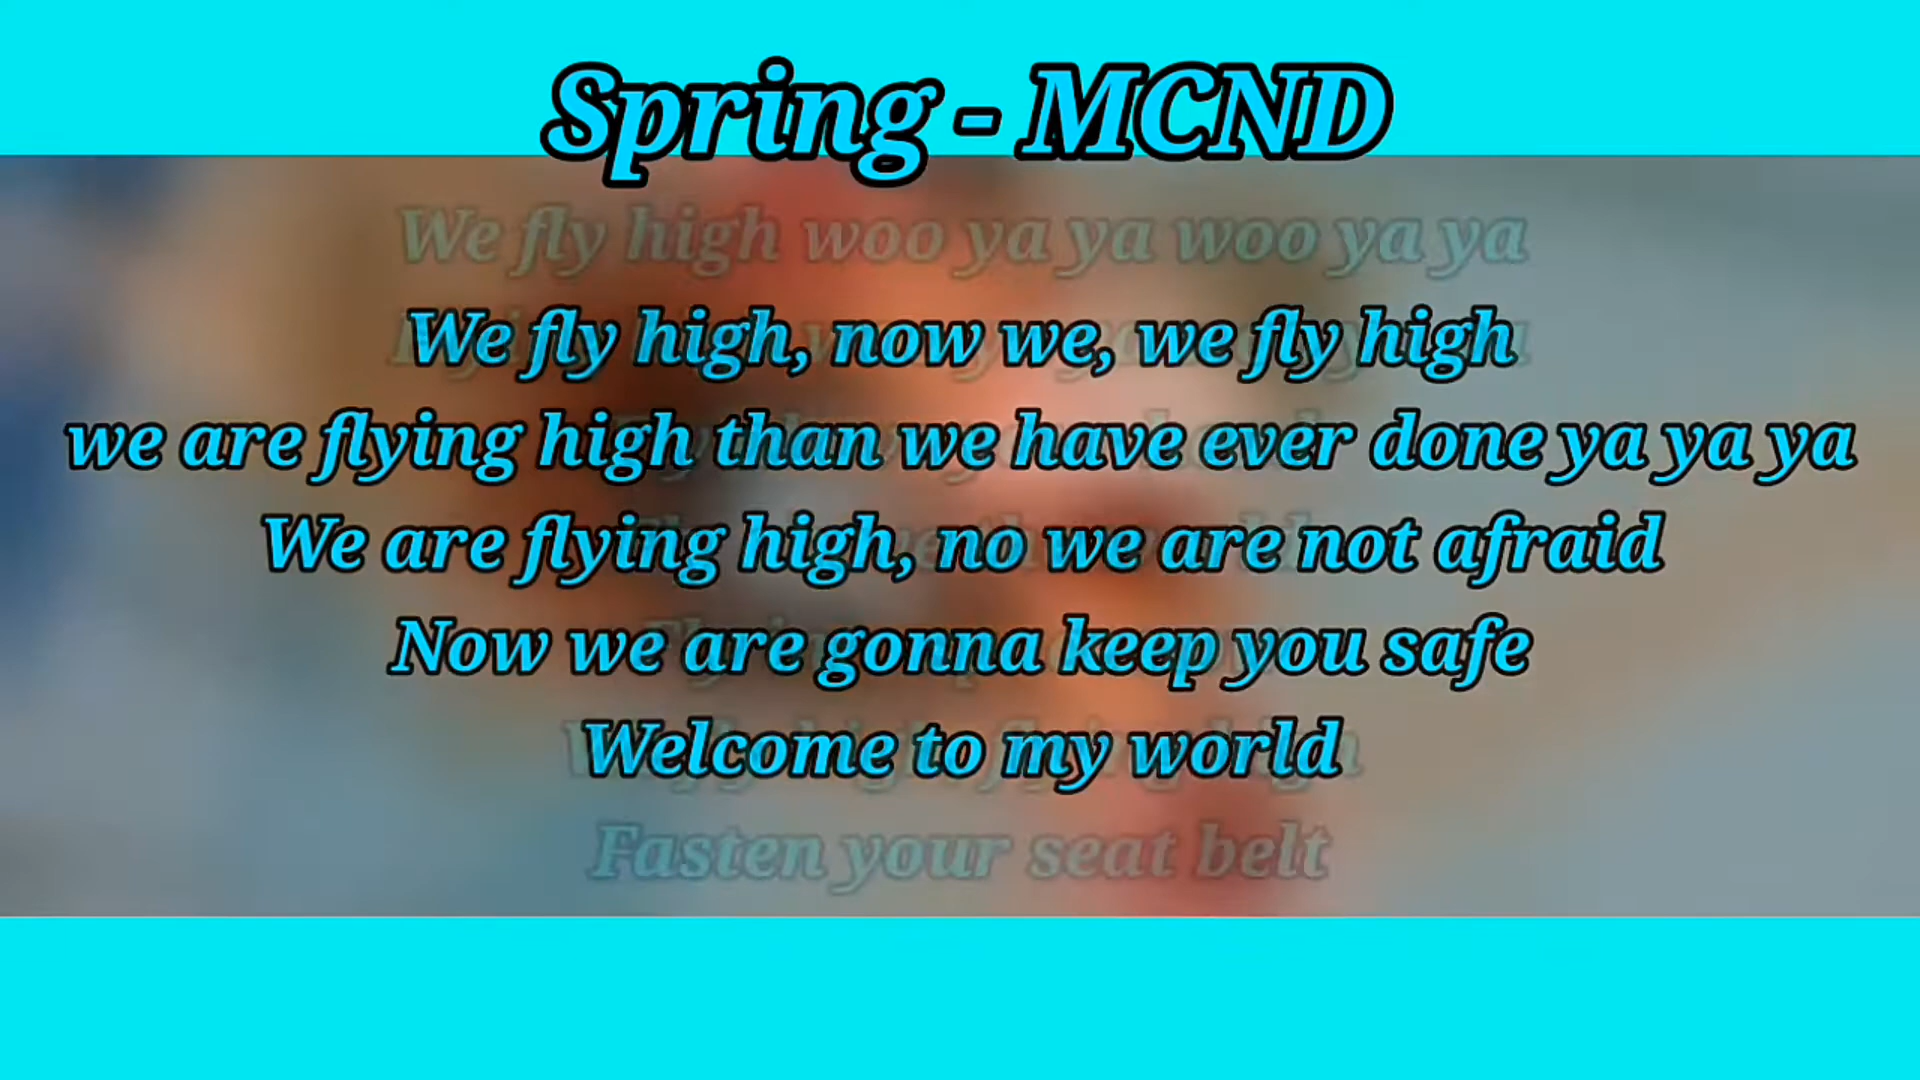 Spring - MCND
We fly high woo ya ya woo ya ya
We fly high, now we, we fly high
we are flying high than we have ever done ya ya ya
We are flying high, no we are not afraid
Now we are gonna keep you safe
Welcome to my world
Fasten your seat belt